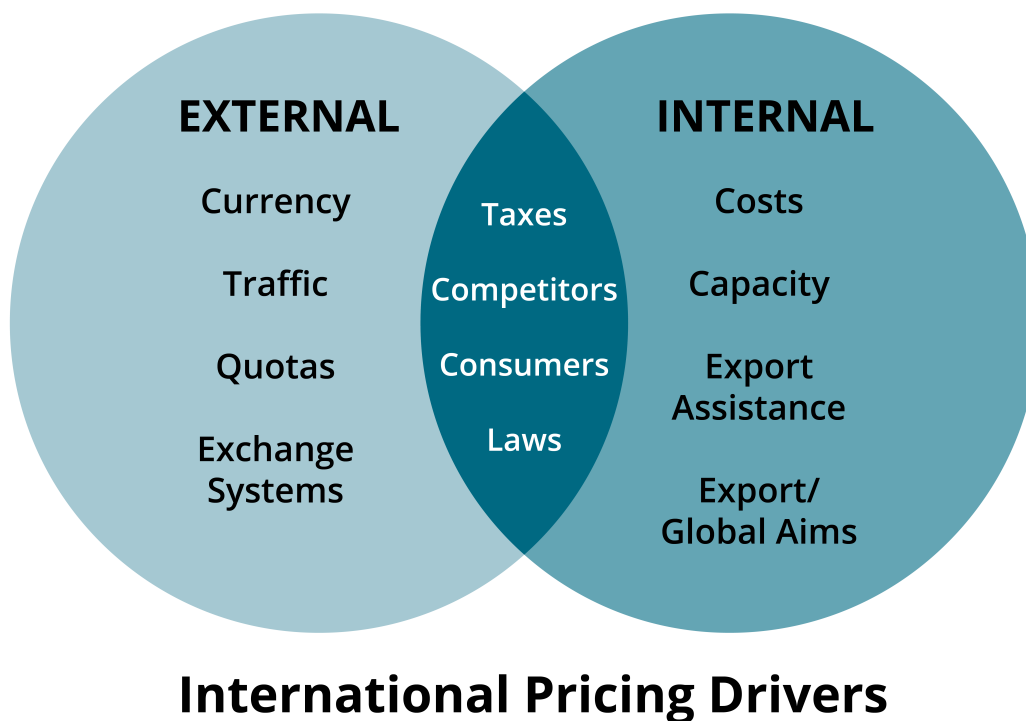 EXTERNAL
Currency
Traffic
Quotas
Exchange
Systems
Taxes
Competitors
Consumers
Laws
INTERNAL
Costs
Capacity
Export
Assistance
Export/
Global Aims
International Pricing Drivers